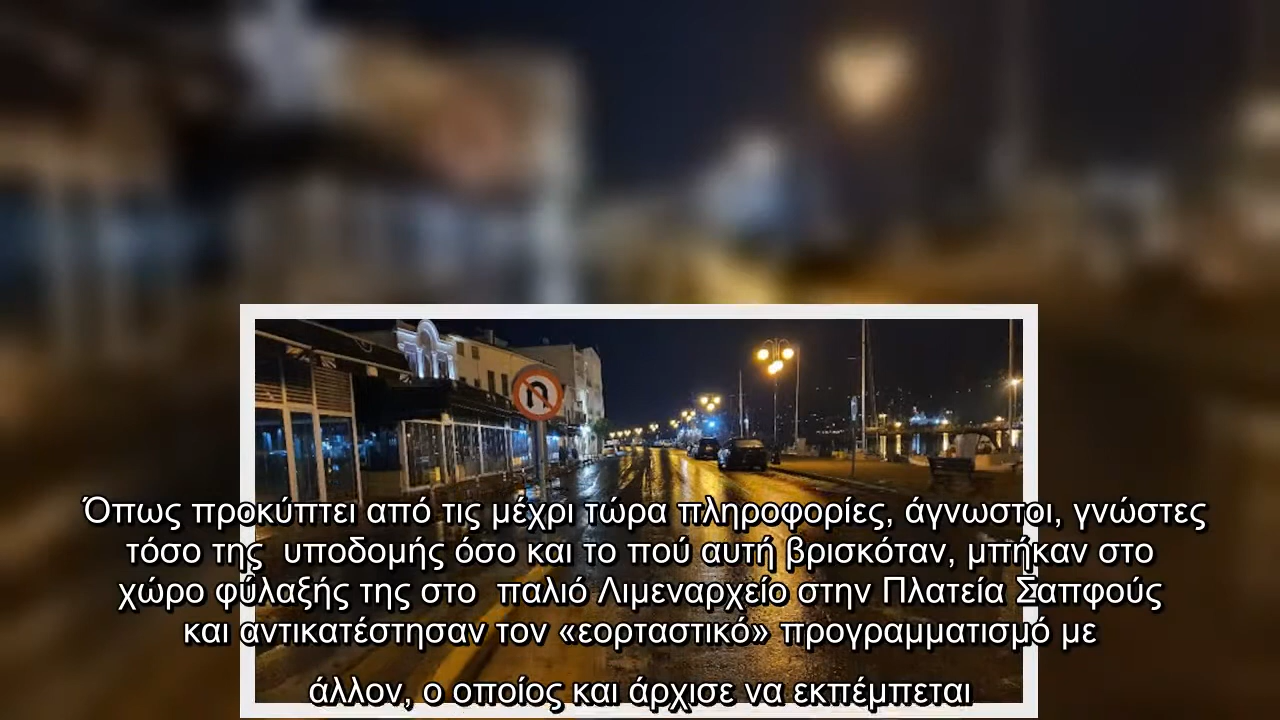 Όπως προκύπτει από τις μέχρι τώρα πληροφορίες, άγνωστοι, γνώστες
τόσο της υποδομής όσο και το πού αυτή βρισκόταν, μπήκαν στο
χώρο φύλαξής της στο παλιό Λιμεναρχείο στην Πλατεία Σαπφούς
και αντικατέστησαν τον «εορταστικό» προγραμματισμό με
άλλον, ο οποίος και άρχισε να εκπέμπεται